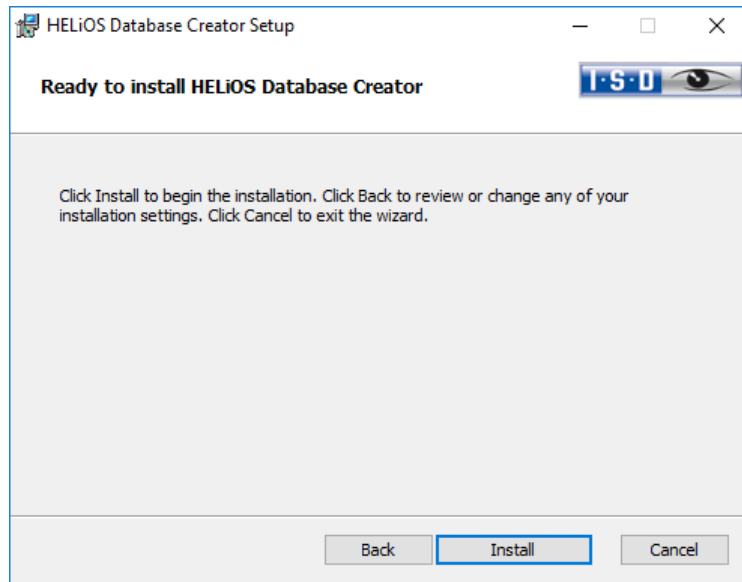 HELiOS Database Creator Setup
Ready to install HELiOS Database Creator
I·S·D
Click Install to begin the installation. Click Back to review or change any of your
installation settings. Click Cancel to exit the wizard.
Back Install Cancel